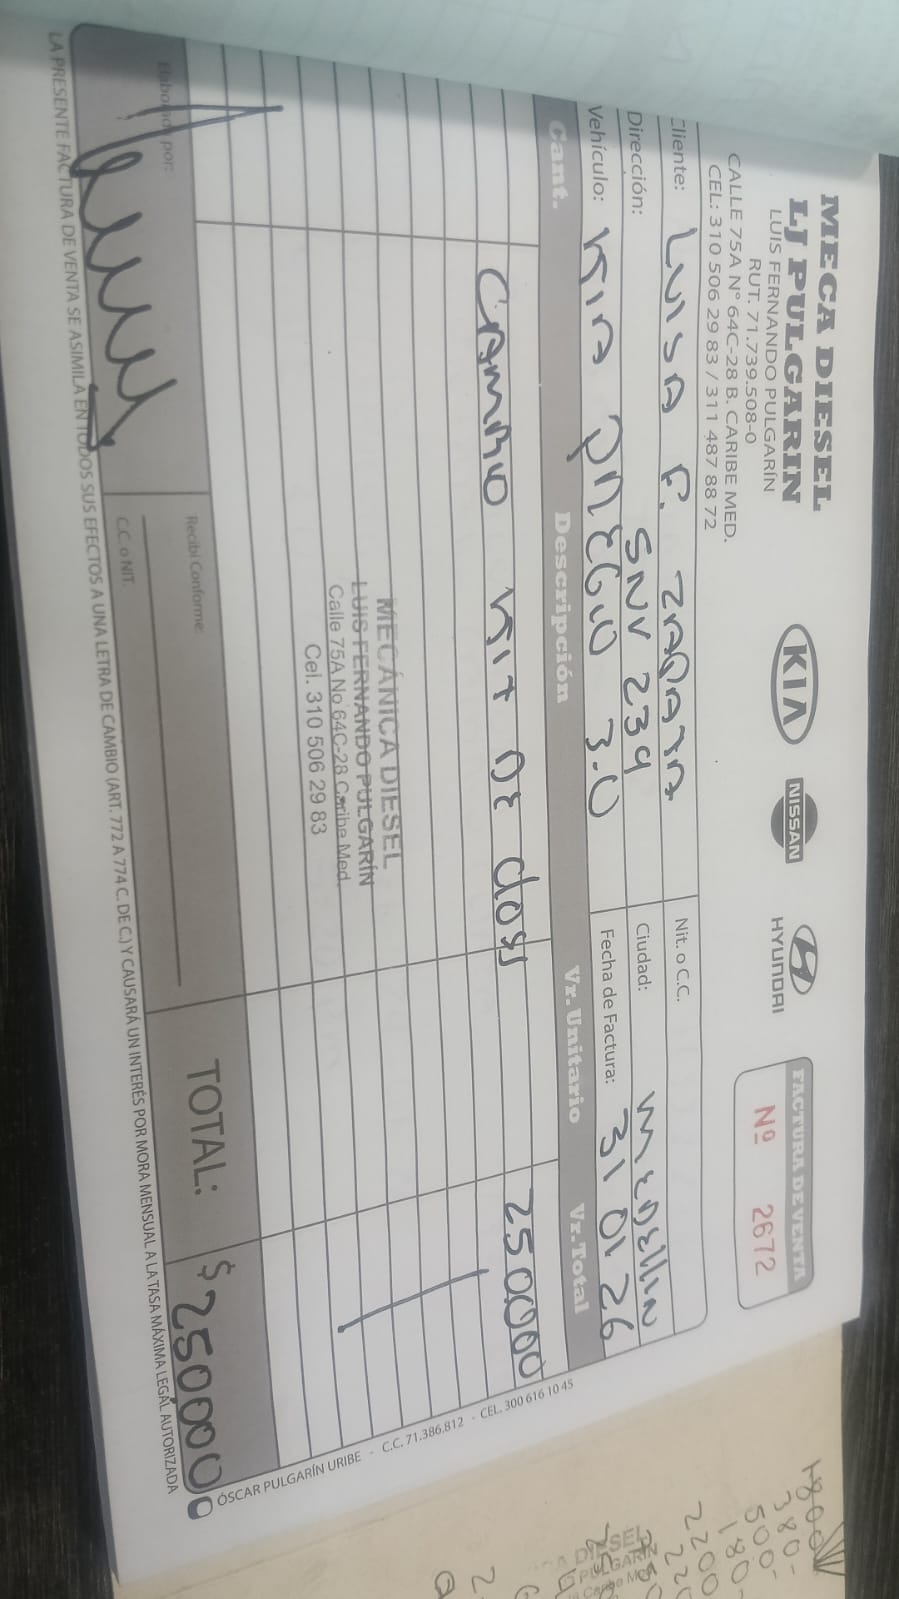 MECA DIESEL
LJ PULGARIN
LUIS FERNANDO PULGARÍN
RUT. 71.739.508-0
CALLE 75A N° 64C-28 B. CARIBE MED.
CEL: 310 506 29 83 / 311 487 88 72
KIA
NISSAN
HYUNDAI
FACTURA DE VENTA
Nº 2672
Cliente: LUISA F. ZAPATA Nit. o C.C.
Dirección: SNV 239 Ciudad: MEDELLIN
Vehículo: KIA PREGIO 3.0 Fecha de Factura: 31 01 26
Cant. Descripción Vr. Unitario Vr. Total
CAMBIO KIT DE 250000
MECÁNICA DIESEL
LUIS FERNANDO PULGARÍN
Calle 75A No 64C-28 Caribe Med.
Cel. 310 506 29 83
Elaborado por:
Recibí Conforme:
C.C. o NIT.
TOTAL: $ 250000
LA PRESENTE FACTURA DE VENTA SE ASIMILA EN TODOS SUS EFECTOS A UNA LETRA DE CAMBIO (ART. 772 A 774 C. DE C.) Y CAUSARÁ UN INTERÉS POR MORA MENSUAL A LA TASA MÁXIMA LEGAL AUTORIZADA
ÓSCAR PULGARÍN URIBE - C.C. 71.386.812 - CEL. 300 616 10 45
380-
500-
180-
2200
DIESEL
PULGARIN